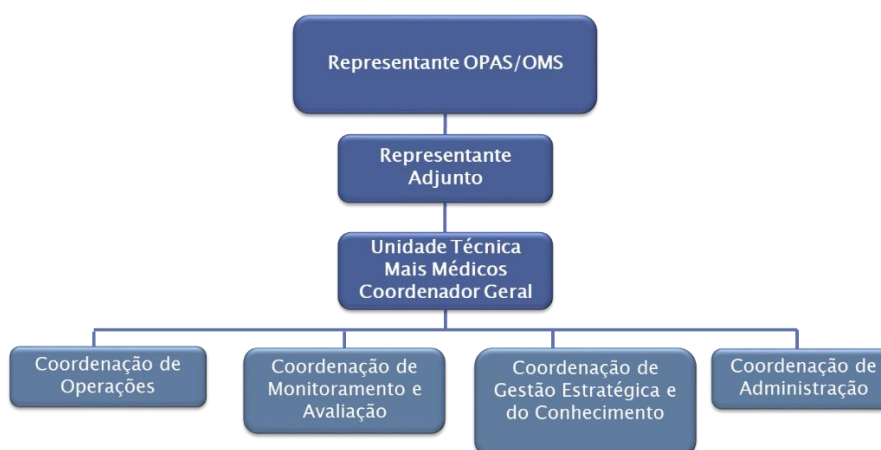 Representante OPAS/OMS
Representante
Adjunto
Unidade Técnica
Mais Médicos
Coordenador Geral
Coordenação de
Operações
Coordenação de
Monitoramento e
Avaliação
Coordenação de
Gestão Estratégica e
do Conhecimento
Coordenação de
Administração